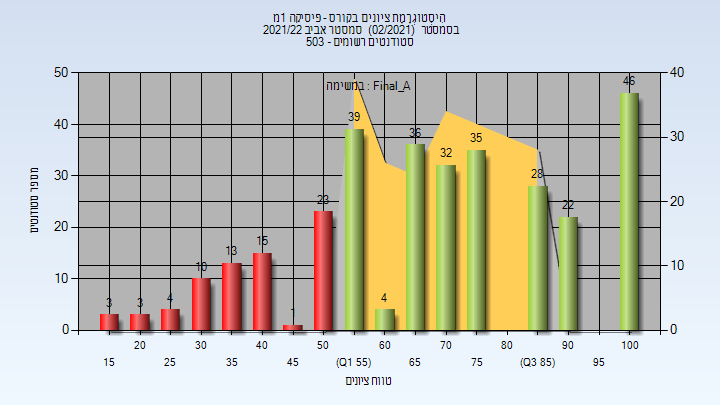 היסטוגרמת ציונים בקורס - פיסיקה 1מ
בסמסטר (02/2021) סמסטר אביב 2021/22
סטודנטים רשומים - 503
במשימה : Final_A
50 40 30 20 10 0
מספר סטודנטים
40 30 20 10 0
3 3 4 10 13 15 1 23 39 4 36 32 35 28 22 46
20 30 40 50 60 70 80 90 100
15 25 35 45 (Q1 55) 65 75 (Q3 85) 95
טווח ציונים